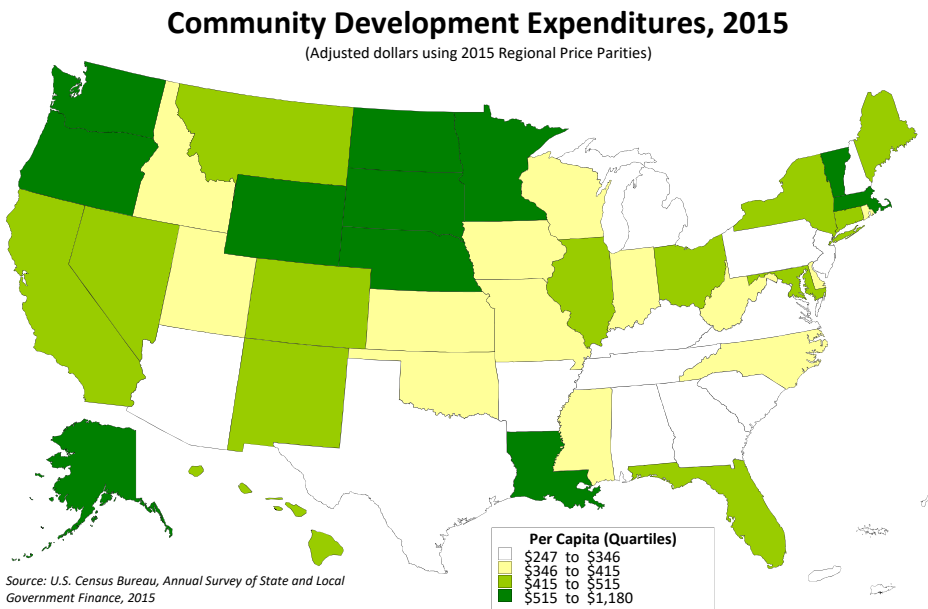 Community Development Expenditures, 2015
(Adjusted dollars using 2015 Regional Price Parities)
Per Capita (Quartiles)
$247 to $346
$346 to $415
$415 to $515
$515 to $1,180
Source: U.S. Census Bureau, Annual Survey of State and Local
Government Finance, 2015